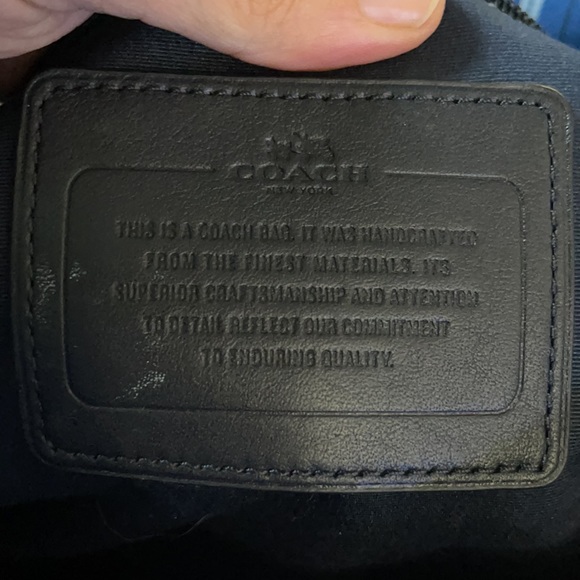 COACH
NEW YORK
THIS IS A COACH BAG. IT WAS HANDCRAFTED
FROM THE FINEST MATERIALS. ITS
SUPERIOR CRAFTSMANSHIP AND ATTENTION
TO DETAIL REFLECT OUR COMMITMENT
TO ENDURING QUALITY.